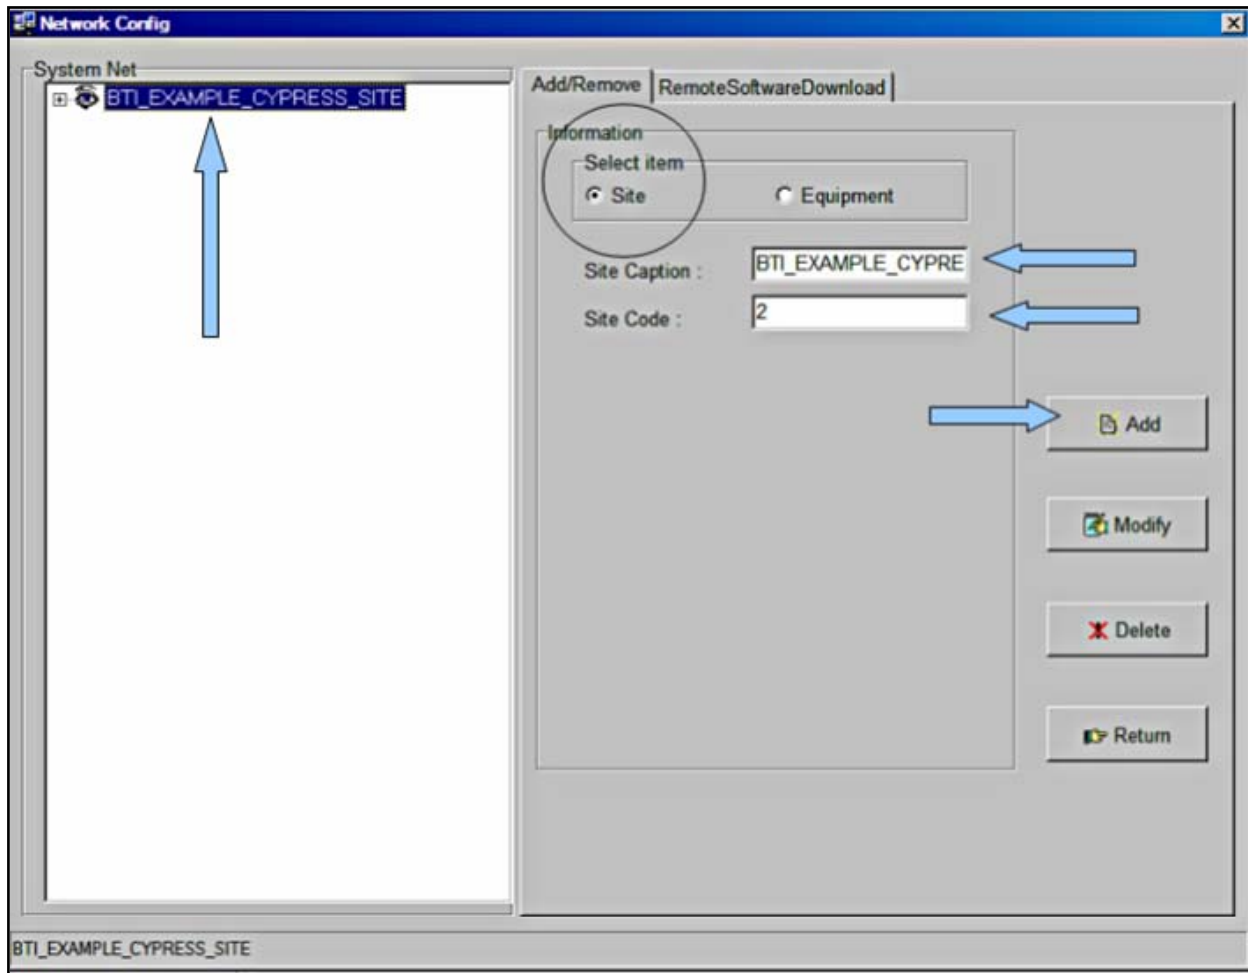 Network Config
System Net
BTI_EXAMPLE_CYPRESS_SITE
Add/Remove RemoteSoftwareDownload
Information
Select item
Site Equipment
Site Caption : BTI_EXAMPLE_CYPRE
Site Code : 2
Add
Modify
Delete
Return
BTI_EXAMPLE_CYPRESS_SITE